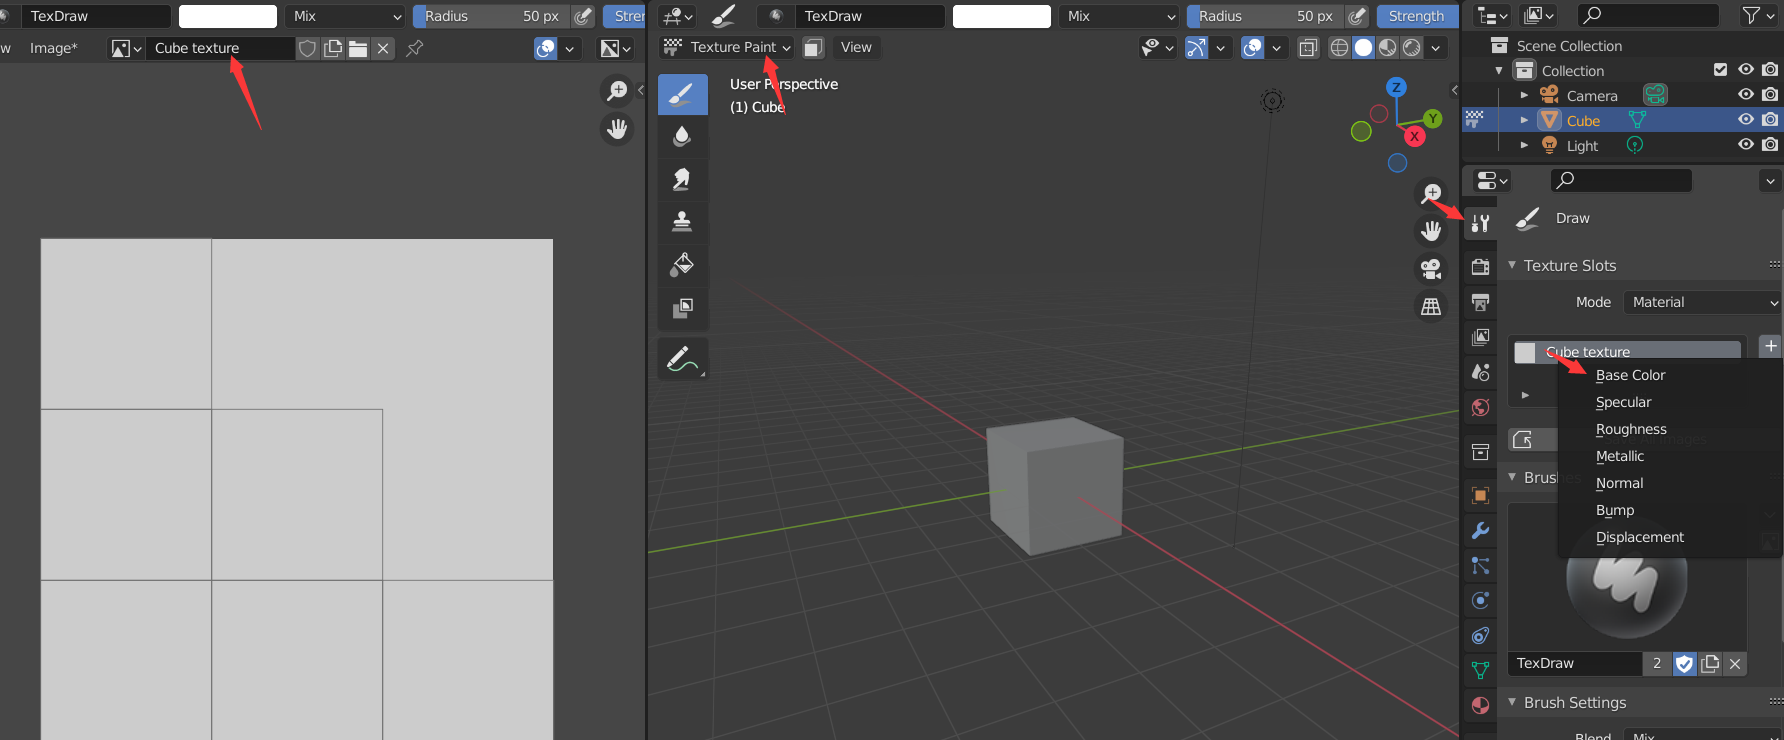 TexDraw
Mix
Radius 50 px
Stren
w Image*
Cube texture
TexDraw
Mix
Radius 50 px
Strength
Texture Paint
View
User Perspective
(1) Cube
Z
Y
X
Scene Collection
Collection
Camera
Cube
Light
Draw
Texture Slots
Mode Material
Cube texture
Base Color
Specular
Roughness
Metallic
Normal
Bump
Displacement
Brushes
TexDraw 2
Brush Settings
Blend Mix